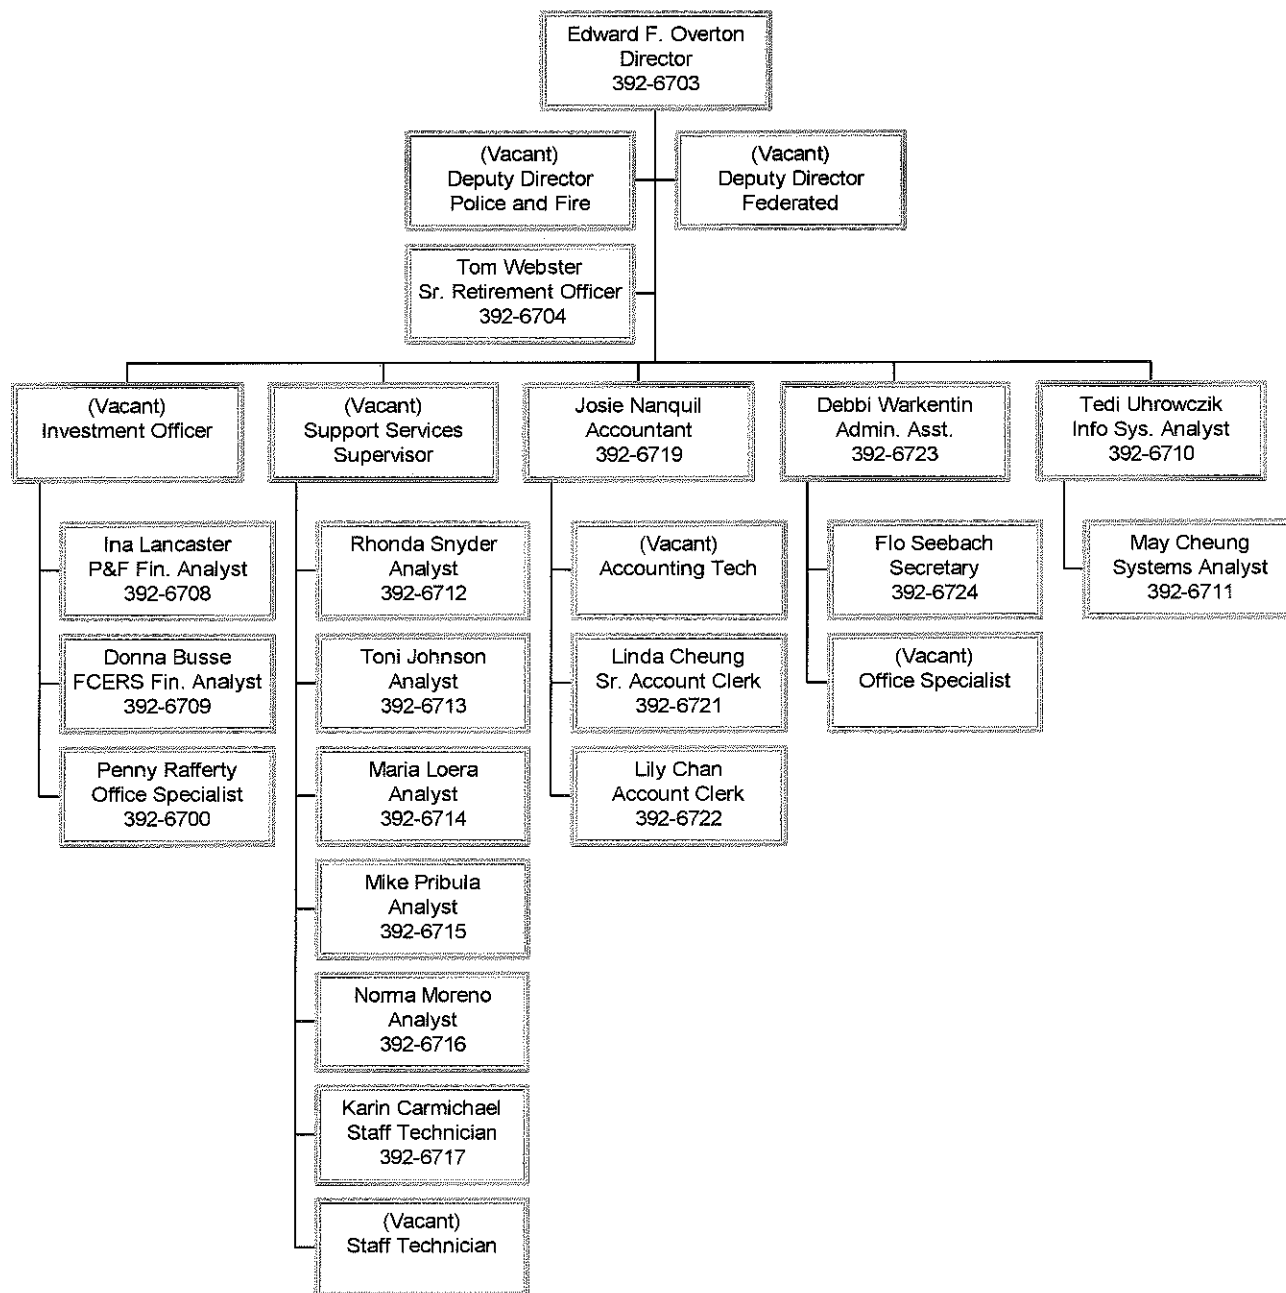 Edward F. Overton
Director
392-6703
(Vacant)
Deputy Director
Police and Fire
(Vacant)
Deputy Director
Federated
Tom Webster
Sr. Retirement Officer
392-6704
(Vacant)
Investment Officer
(Vacant)
Support Services
Supervisor
Josie Nanquil
Accountant
392-6719
Debbi Warkentin
Admin. Asst.
392-6723
Tedi Uhrowczik
Info Sys. Analyst
392-6710
Ina Lancaster
P&F Fin. Analyst
392-6708
Donna Busse
FCERS Fin. Analyst
392-6709
Penny Rafferty
Office Specialist
392-6700
Rhonda Snyder
Analyst
392-6712
Toni Johnson
Analyst
392-6713
Maria Loera
Analyst
392-6714
Mike Pribula
Analyst
392-6715
Norma Moreno
Analyst
392-6716
Karin Carmichael
Staff Technician
392-6717
(Vacant)
Staff Technician
(Vacant)
Accounting Tech
Linda Cheung
Sr. Account Clerk
392-6721
Lily Chan
Account Clerk
392-6722
Flo Seebach
Secretary
392-6724
(Vacant)
Office Specialist
May Cheung
Systems Analyst
392-6711